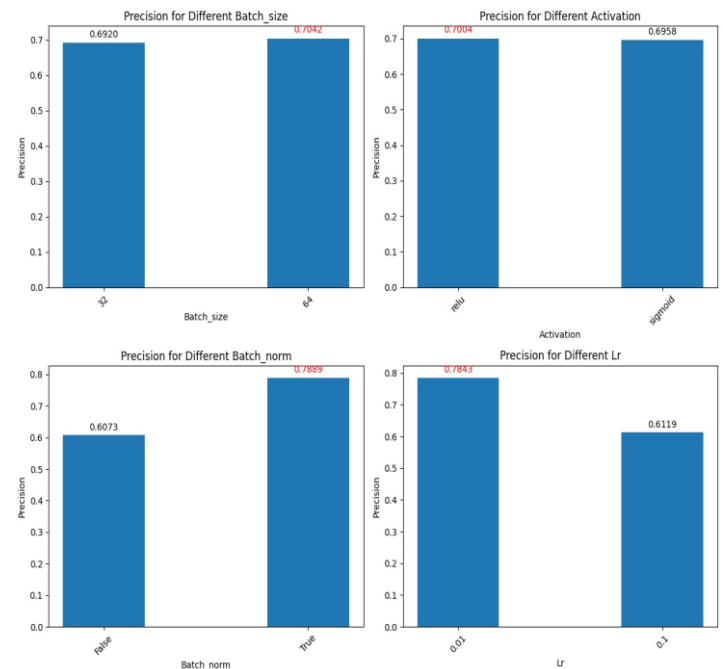 Precision for Different Batch_size
0.7042
0.6920
0.7
0.6
0.5
0.4
0.3
0.2
0.1
0.0
Precision
32
64
Batch_size
Precision for Different Activation
0.7004
0.6958
0.7
0.6
0.5
0.4
0.3
0.2
0.1
0.0
Precision
relu
sigmoid
Activation
Precision for Different Batch_norm
0.7889
0.6073
0.8
0.7
0.6
0.5
0.4
0.3
0.2
0.1
0.0
Precision
False
True
Batch_norm
Precision for Different Lr
0.7843
0.6119
0.8
0.7
0.6
0.5
0.4
0.3
0.2
0.1
0.0
Precision
0.01
0.1
Lr